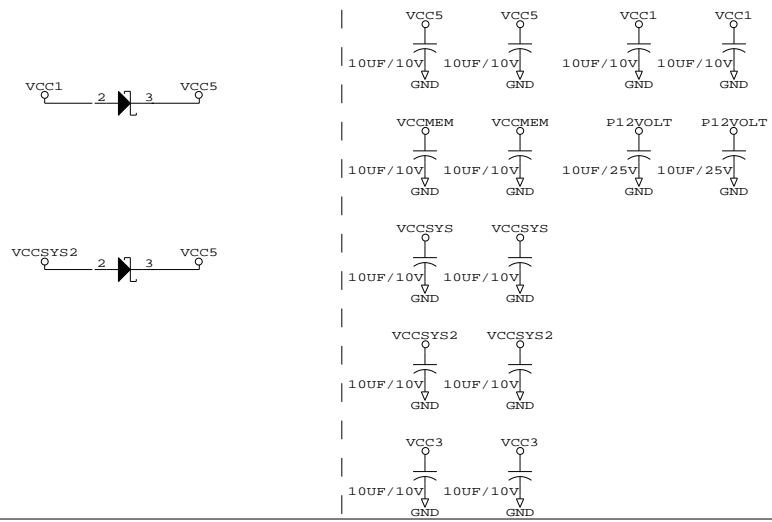 VCC1 2 3 VCC5
VCCSYS2 2 3 VCC5
VCC5 VCC5 VCC1 VCC1
10UF/10V 10UF/10V 10UF/10V 10UF/10V
GND GND GND GND
VCCMEM VCCMEM P12VOLT P12VOLT
10UF/10V 10UF/10V 10UF/25V 10UF/25V
GND GND GND GND
VCCSYS VCCSYS
10UF/10V 10UF/10V
GND GND
VCCSYS2 VCCSYS2
10UF/10V 10UF/10V
GND GND
VCC3 VCC3
10UF/10V 10UF/10V
GND GND